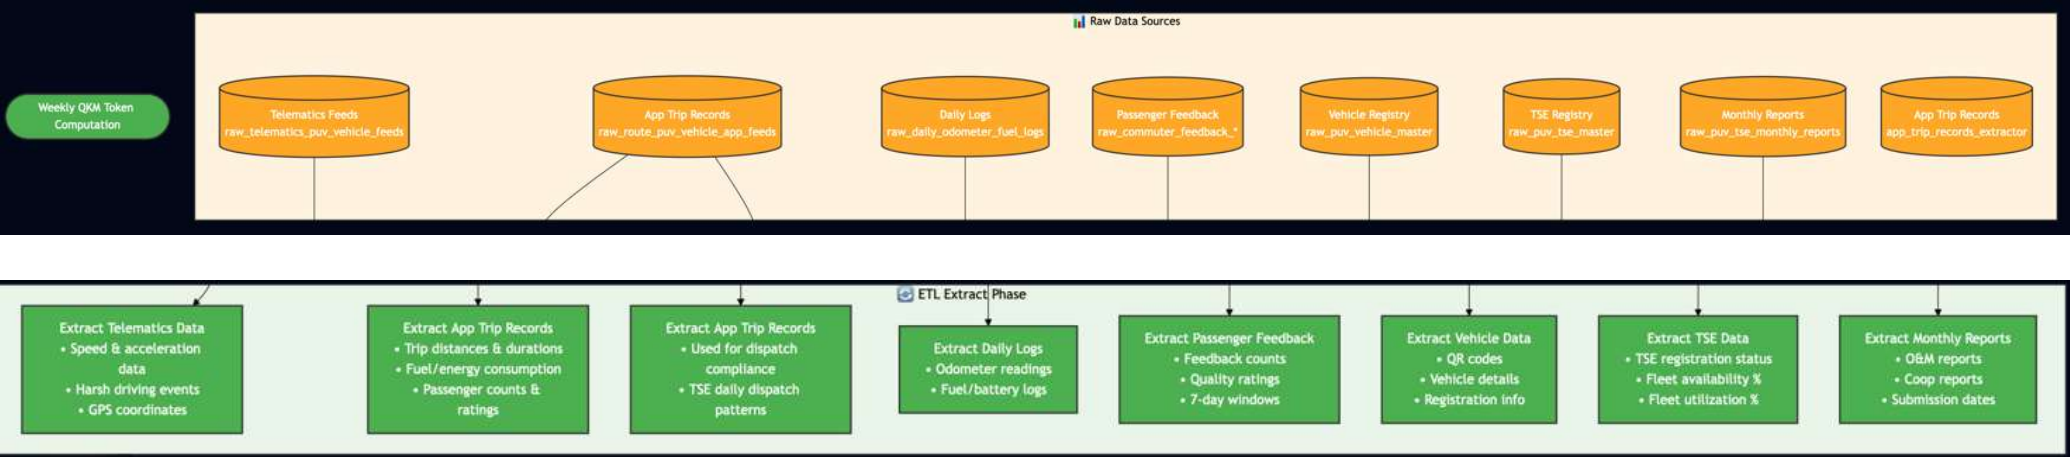 Raw Data Sources
Weekly QKM Token
Computation
Telematics Feeds
raw_telematics_puv_vehicle_feeds
App Trip Records
raw_route_puv_vehicle_app_feeds
Daily Logs
raw_daily_odometer_fuel_logs
Passenger Feedback
raw_commuter_feedback_*
Vehicle Registry
raw_puv_vehicle_master
TSE Registry
raw_puv_tse_master
Monthly Reports
raw_puv_tse_monthly_reports
App Trip Records
app_trip_records_extractor
ETL Extract Phase
Extract Telematics Data
• Speed & acceleration
data
• Harsh driving events
• GPS coordinates
Extract App Trip Records
• Trip distances & durations
• Fuel/energy consumption
• Passenger counts &
ratings
Extract App Trip Records
• Used for dispatch
compliance
• TSE daily dispatch
patterns
Extract Daily Logs
• Odometer readings
• Fuel/battery logs
Extract Passenger Feedback
• Feedback counts
• Quality ratings
• 7-day windows
Extract Vehicle Data
• QR codes
• Vehicle details
• Registration info
Extract TSE Data
• TSE registration status
• Fleet availability %
• Fleet utilization %
Extract Monthly Reports
• O&M reports
• Coop reports
• Submission dates